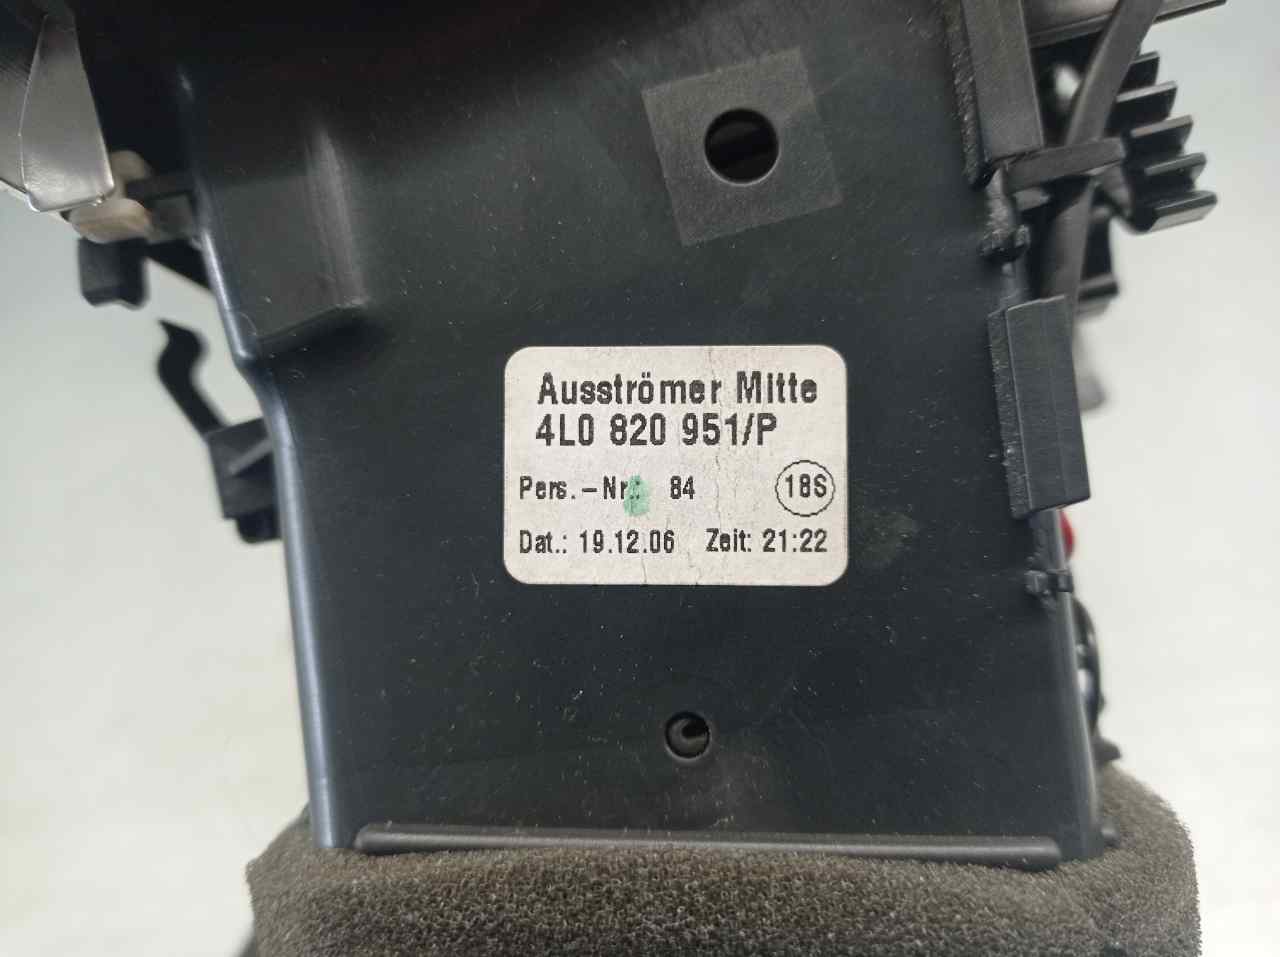 Ausströmer Mitte
4L0 820 951/P
Pers.-Nr.: 84 18S
Dat.: 19.12.06 Zeit: 21:22